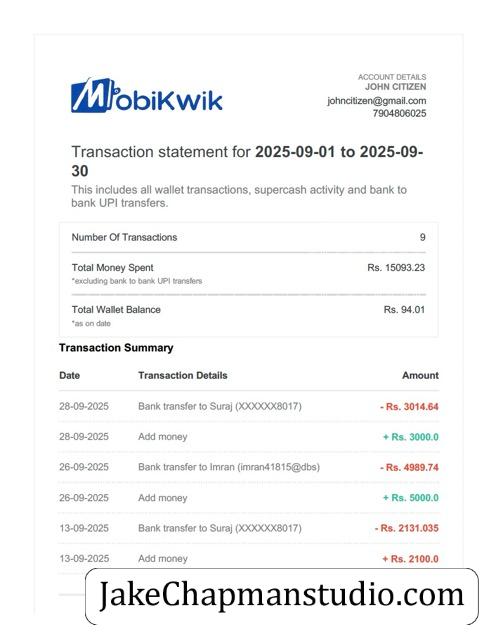 MobiKwik
ACCOUNT DETAILS
JOHN CITIZEN
johncitizen@gmail.com
7904806025
Transaction statement for 2025-09-01 to 2025-09-
30
This includes all wallet transactions, supercash activity and bank to
bank UPI transfers.
Number Of Transactions 9
Total Money Spent Rs. 15093.23
*excluding bank to bank UPI transfers
Total Wallet Balance Rs. 94.01
*as on date
Transaction Summary
Date Transaction Details Amount
28-09-2025 Bank transfer to Suraj (XXXXXX8017) - Rs. 3014.64
28-09-2025 Add money + Rs. 3000.0
26-09-2025 Bank transfer to Imran (imran41815@dbs) - Rs. 4989.74
26-09-2025 Add money + Rs. 5000.0
13-09-2025 Bank transfer to Suraj (XXXXXX8017) - Rs. 2131.035
13-09-2025 Add money + Rs. 2100.0
JakeChapmanstudio.com